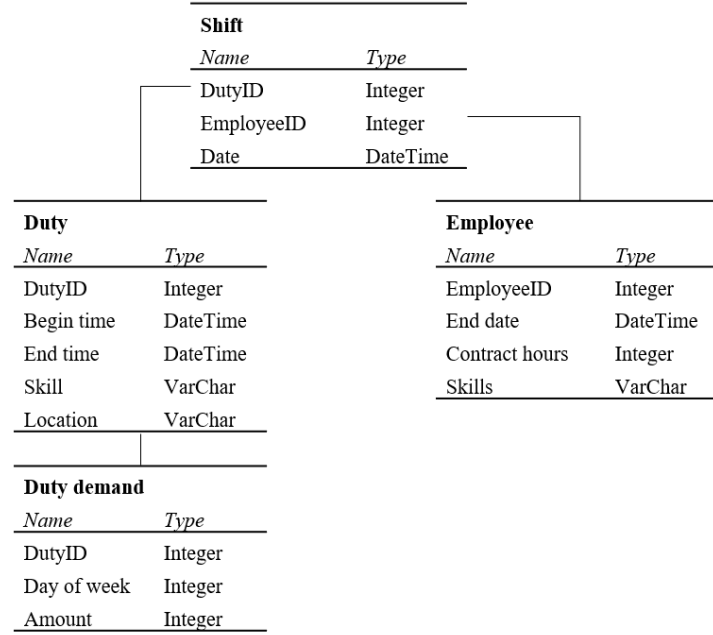 Shift
Name Type
DutyID Integer
EmployeeID Integer
Date DateTime
Duty
Name Type
DutyID Integer
Begin time DateTime
End time DateTime
Skill VarChar
Location VarChar
Employee
Name Type
EmployeeID Integer
End date DateTime
Contract hours Integer
Skills VarChar
Duty demand
Name Type
DutyID Integer
Day of week Integer
Amount Integer